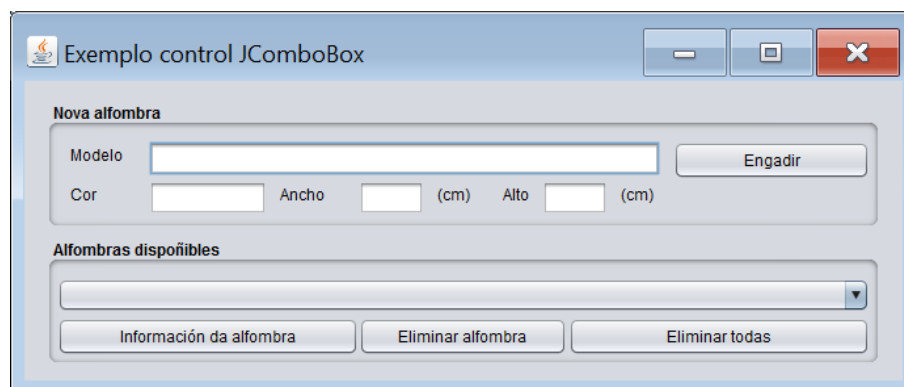 Exemplo control JComboBox
Nova alfombra
Modelo Engadir
Cor Ancho (cm) Alto (cm)
Alfombras dispoñibles
Información da alfombra Eliminar alfombra Eliminar todas